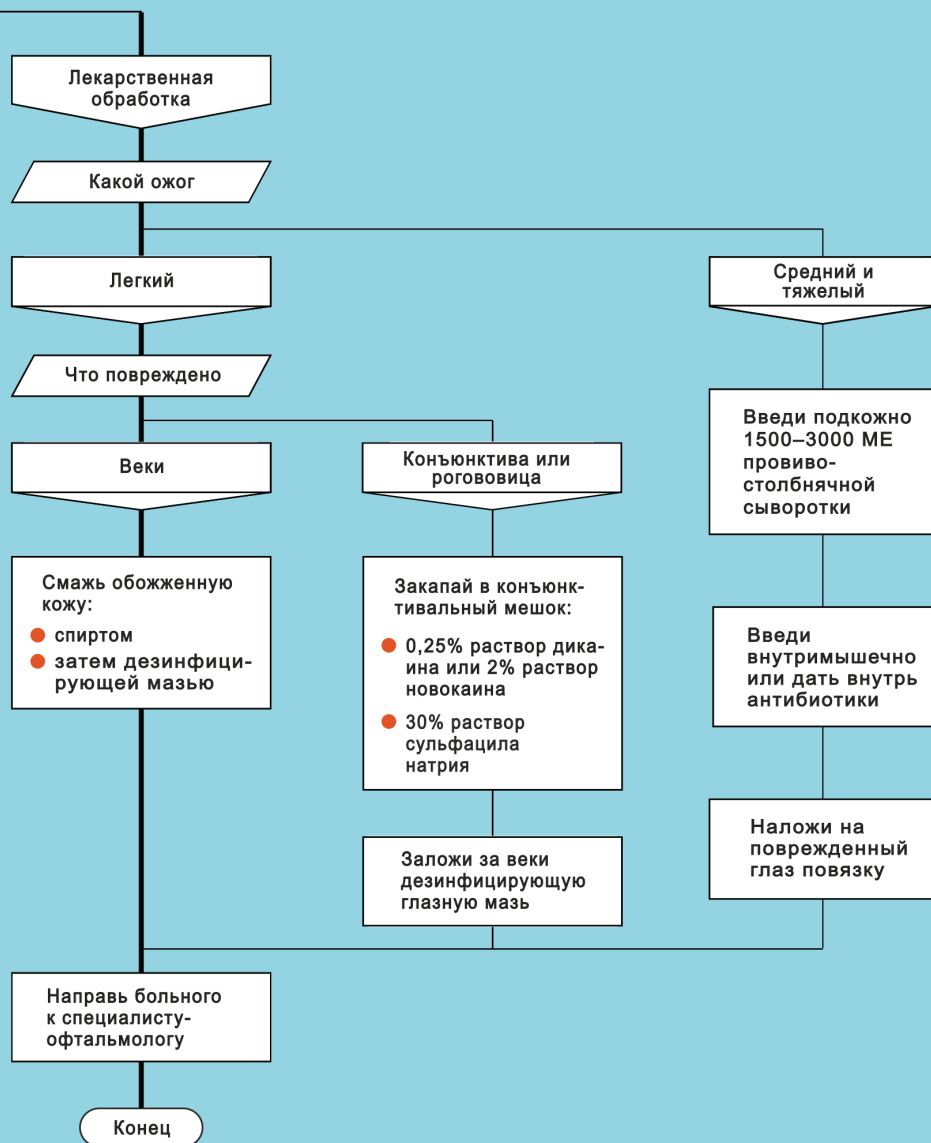 Лекарственная
обработка
Какой ожог
Легкий
Средний и
тяжелый
Что повреждено
Веки
Конъюнктива или
рогововица
Введи подкожно
1500–3000 МЕ
провиво-
столбнячной
сыворотки
Смажь обожженную
кожу:
спиртом
затем дезинфици-
рующей мазью
Закапай в конъюнк-
тивальный мешок:
0,25% раствор дика-
ина или 2% раствор
новокаина
30% раствор
сульфацила
натрия
Введи
внутримышечно
или дать внутрь
антибиотики
Заложи за веки
дезинфицирующую
глазную мазь
Наложи на
поврежденный
глаз повязку
Направь больного
к специалисту-
офтальмологу
Конец